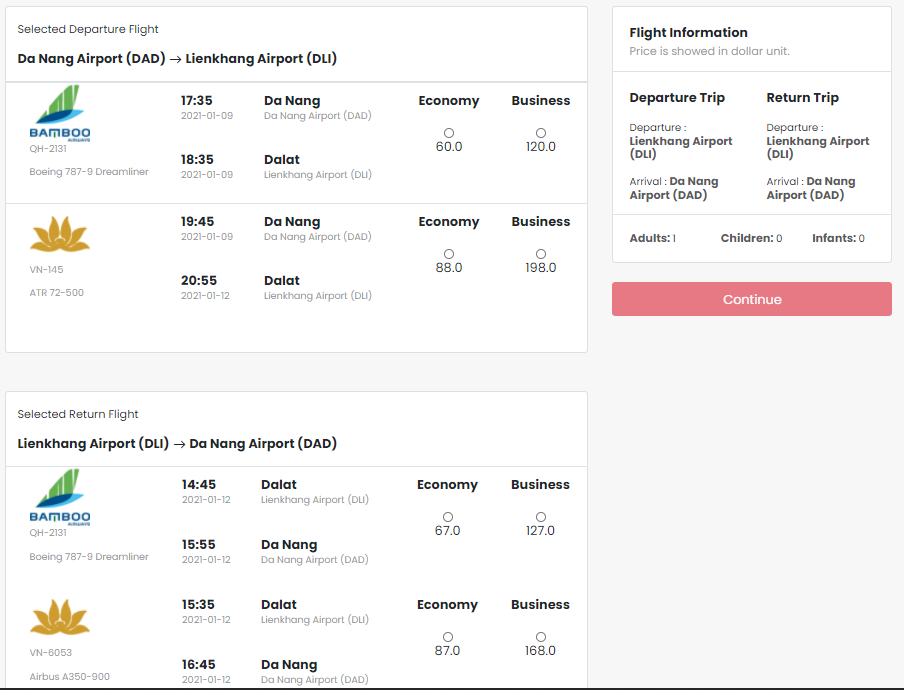 Selected Departure Flight
Da Nang Airport (DAD) → Lienkhang Airport (DLI)
BAMBOO
AIRWAYS
QH-2131
Boeing 787-9 Dreamliner
17:35
2021-01-09
Da Nang
Da Nang Airport (DAD)
18:35
2021-01-09
Dalat
Lienkhang Airport (DLI)
Economy
60.0
Business
120.0
VN-145
ATR 72-500
19:45
2021-01-09
Da Nang
Da Nang Airport (DAD)
20:55
2021-01-12
Dalat
Lienkhang Airport (DLI)
Economy
88.0
Business
198.0
Selected Return Flight
Lienkhang Airport (DLI) → Da Nang Airport (DAD)
BAMBOO
AIRWAYS
QH-2131
Boeing 787-9 Dreamliner
14:45
2021-01-12
Dalat
Lienkhang Airport (DLI)
15:55
2021-01-12
Da Nang
Da Nang Airport (DAD)
Economy
67.0
Business
127.0
VN-6053
Airbus A350-900
15:35
2021-01-12
Dalat
Lienkhang Airport (DLI)
16:45
2021-01-12
Da Nang
Da Nang Airport (DAD)
Economy
87.0
Business
168.0
Flight Information
Price is showed in dollar unit.
Departure Trip
Departure :
Lienkhang Airport
(DLI)
Arrival : Da Nang
Airport (DAD)
Return Trip
Departure :
Lienkhang Airport
(DLI)
Arrival : Da Nang
Airport (DAD)
Adults: 1
Children: 0
Infants: 0
Continue